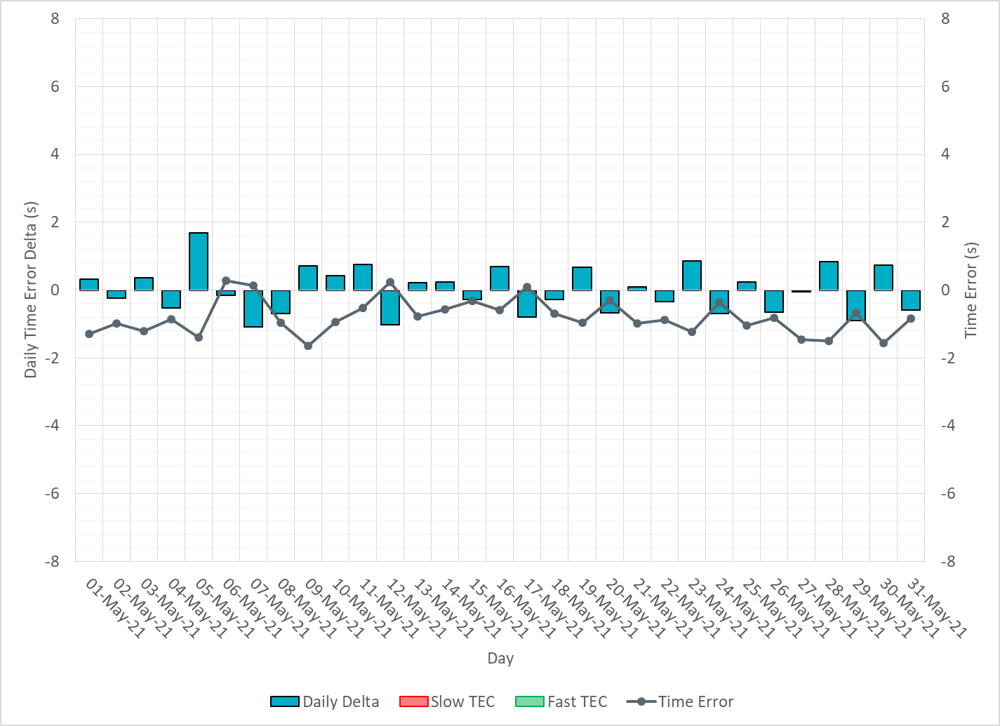 8 8
6 6
4 4
2 2
0 0
-2 -2
-4 -4
-6 -6
-8 -8
Daily Time Error Delta (s)
Time Error (s)
01-May-21
02-May-21
03-May-21
04-May-21
05-May-21
06-May-21
07-May-21
08-May-21
09-May-21
10-May-21
11-May-21
12-May-21
13-May-21
14-May-21
15-May-21
16-May-21
17-May-21
18-May-21
19-May-21
20-May-21
21-May-21
22-May-21
23-May-21
24-May-21
25-May-21
26-May-21
27-May-21
28-May-21
29-May-21
30-May-21
31-May-21
Day
Daily Delta Slow TEC Fast TEC Time Error